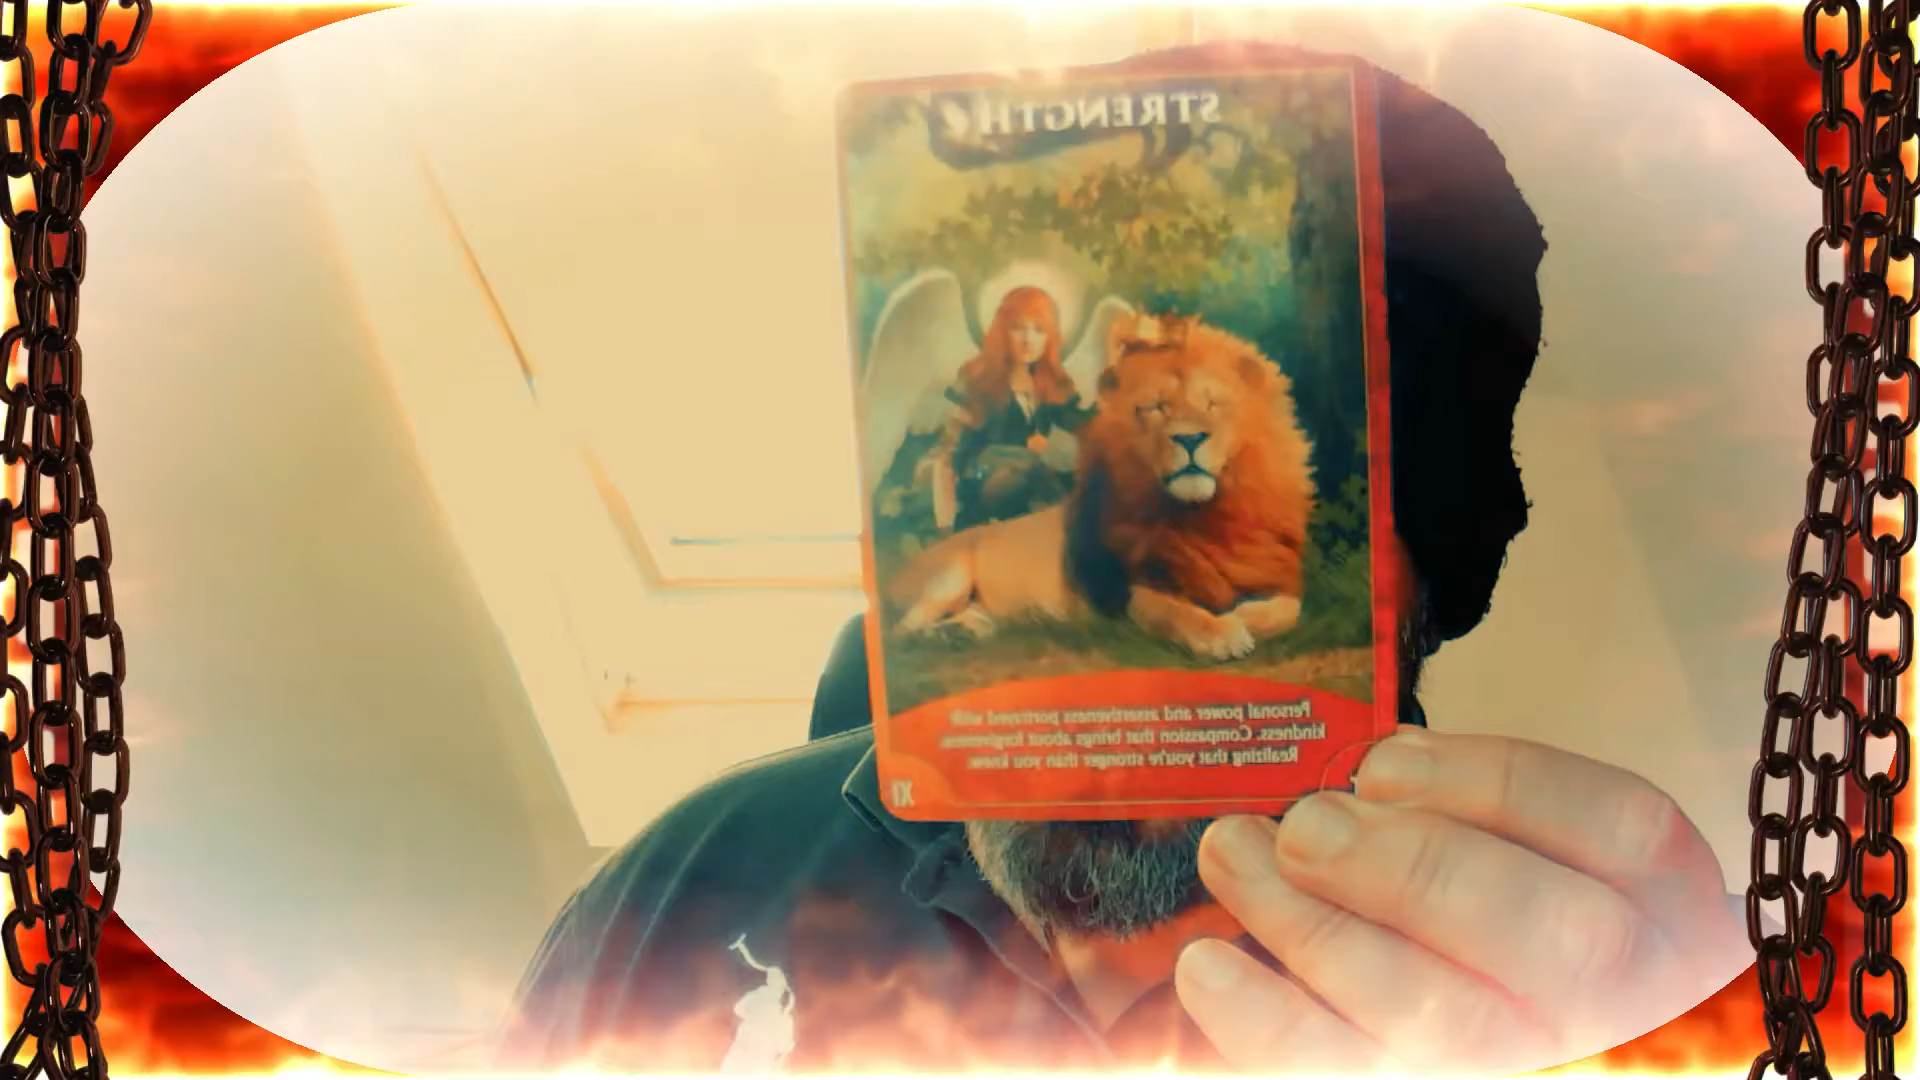 STRENGTH
Personal power and assertiveness portrayed with
kindness. Compassion that brings about forgiveness.
Realizing that you're stronger than you knew.
XI